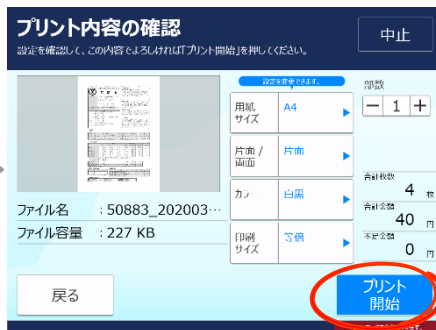 プリント内容の確認
設定を確認して、この内容でよろしければ「プリント開始」を押してください。
中止
設定を変更できます。
用紙
サイズ
A4
片面 /
両面
片面
カラー
白黒
印刷
サイズ
等倍
部数
1
合計枚数
4 枚
合計金額
40 円
不足金額
0 円
ファイル名 : 50883_202003…
ファイル容量 : 227 KB
戻る
プリント
開始